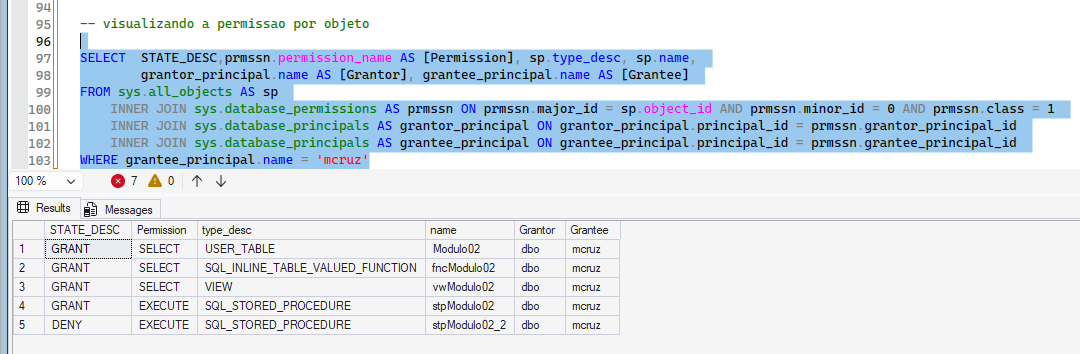 94
95 -- visualizando a permissao por objeto
96
97 SELECT STATE_DESC,prmssn.permission_name AS [Permission], sp.type_desc, sp.name,
98 grantor_principal.name AS [Grantor], grantee_principal.name AS [Grantee]
99 FROM sys.all_objects AS sp
100 INNER JOIN sys.database_permissions AS prmssn ON prmssn.major_id = sp.object_id AND prmssn.minor_id = 0 AND prmssn.class = 1
101 INNER JOIN sys.database_principals AS grantor_principal ON grantor_principal.principal_id = prmssn.grantor_principal_id
102 INNER JOIN sys.database_principals AS grantee_principal ON grantee_principal.principal_id = prmssn.grantee_principal_id
103 WHERE grantee_principal.name = 'mcruz'
100 % 7 0
Results Messages
STATE_DESC Permission type_desc name Grantor Grantee
1 GRANT SELECT USER_TABLE Modulo02 dbo mcruz
2 GRANT SELECT SQL_INLINE_TABLE_VALUED_FUNCTION fncModulo02 dbo mcruz
3 GRANT SELECT VIEW vwModulo02 dbo mcruz
4 GRANT EXECUTE SQL_STORED_PROCEDURE stpModulo02 dbo mcruz
5 DENY EXECUTE SQL_STORED_PROCEDURE stpModulo02_2 dbo mcruz